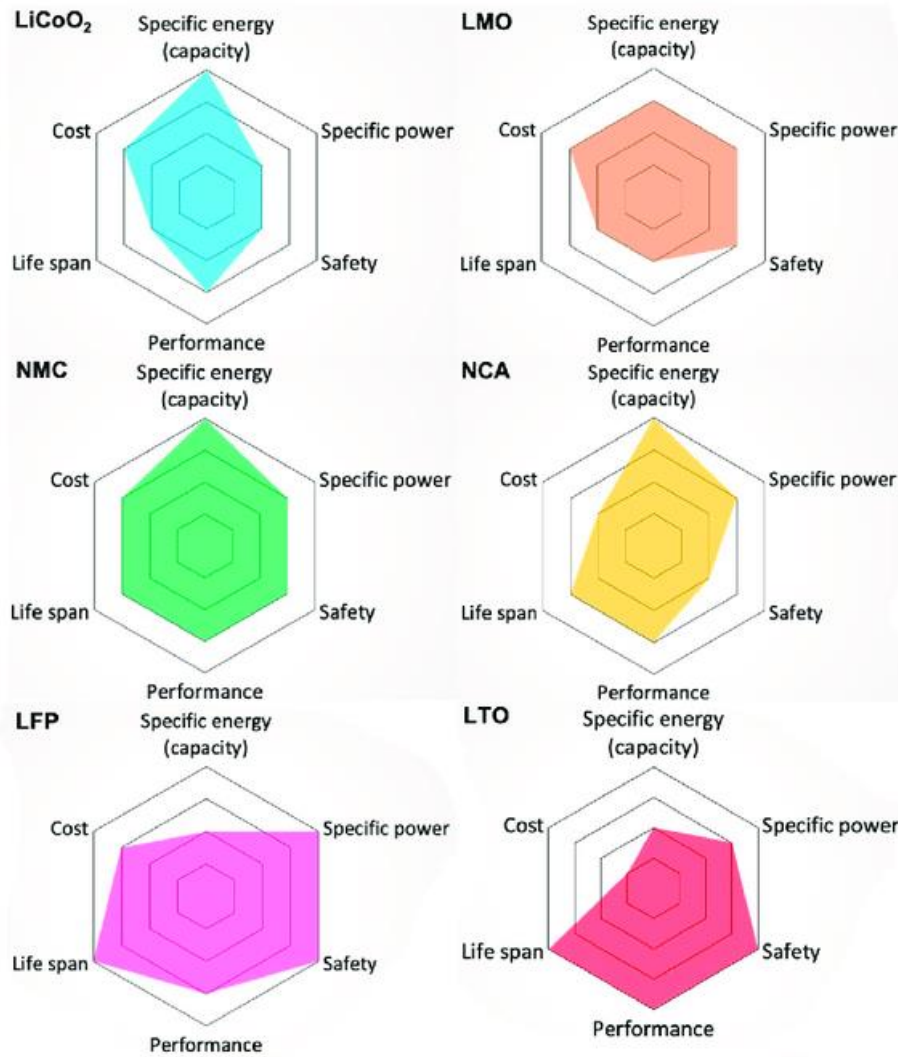 LiCoO₂
Specific energy
(capacity)
Cost
Specific power
Life span
Safety
Performance
LMO
Specific energy
(capacity)
Cost
Specific power
Life span
Safety
Performance
NMC
Specific energy
(capacity)
Cost
Specific power
Life span
Safety
Performance
NCA
Specific energy
(capacity)
Cost
Specific power
Life span
Safety
Performance
LFP
Specific energy
(capacity)
Cost
Specific power
Life span
Safety
Performance
LTO
Specific energy
(capacity)
Cost
Specific power
Life span
Safety
Performance